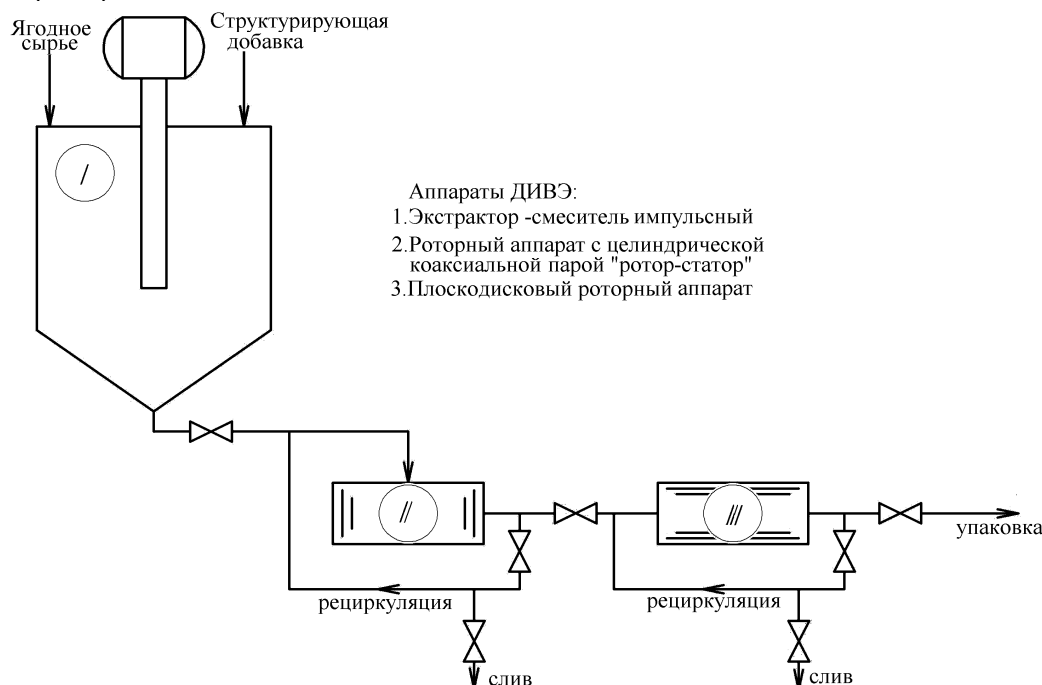 Ягодное
сырье
Структурирующая
добавка
/
Аппараты ДИВЭ:
1.Экстрактор -смеситель импульсный
2.Роторный аппарат с целиндрической
коаксиальной парой "ротор-статор"
3.Плоскодисковый роторный аппарат
//
///
упаковка
рециркуляция
рециркуляция
слив
слив